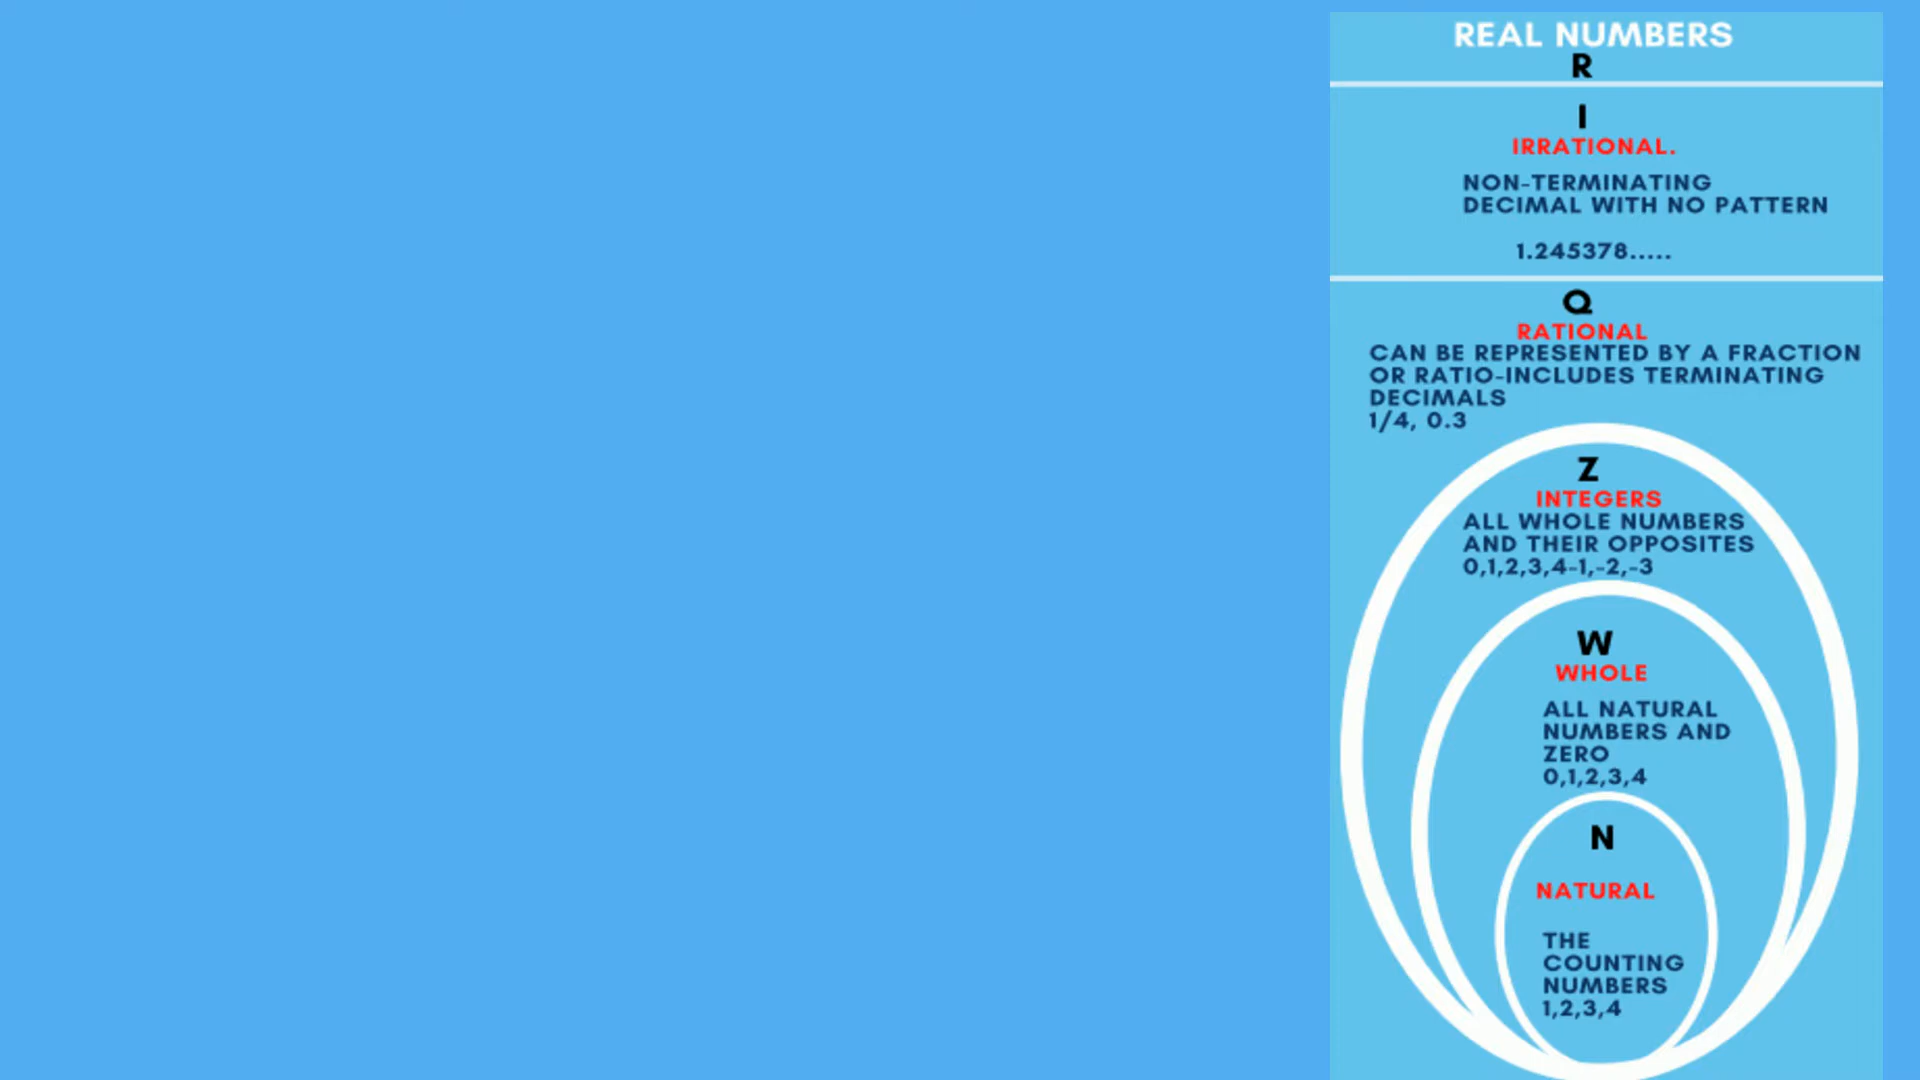 REAL NUMBERS
R
I
IRRATIONAL.
NON-TERMINATING
DECIMAL WITH NO PATTERN
1.245378.....
Q
RATIONAL
CAN BE REPRESENTED BY A FRACTION
OR RATIO-INCLUDES TERMINATING
DECIMALS
1/4, 0.3
Z
INTEGERS
ALL WHOLE NUMBERS
AND THEIR OPPOSITES
0,1,2,3,4-1,-2,-3
W
WHOLE
ALL NATURAL
NUMBERS AND
ZERO
0,1,2,3,4
N
NATURAL
THE
COUNTING
NUMBERS
1,2,3,4